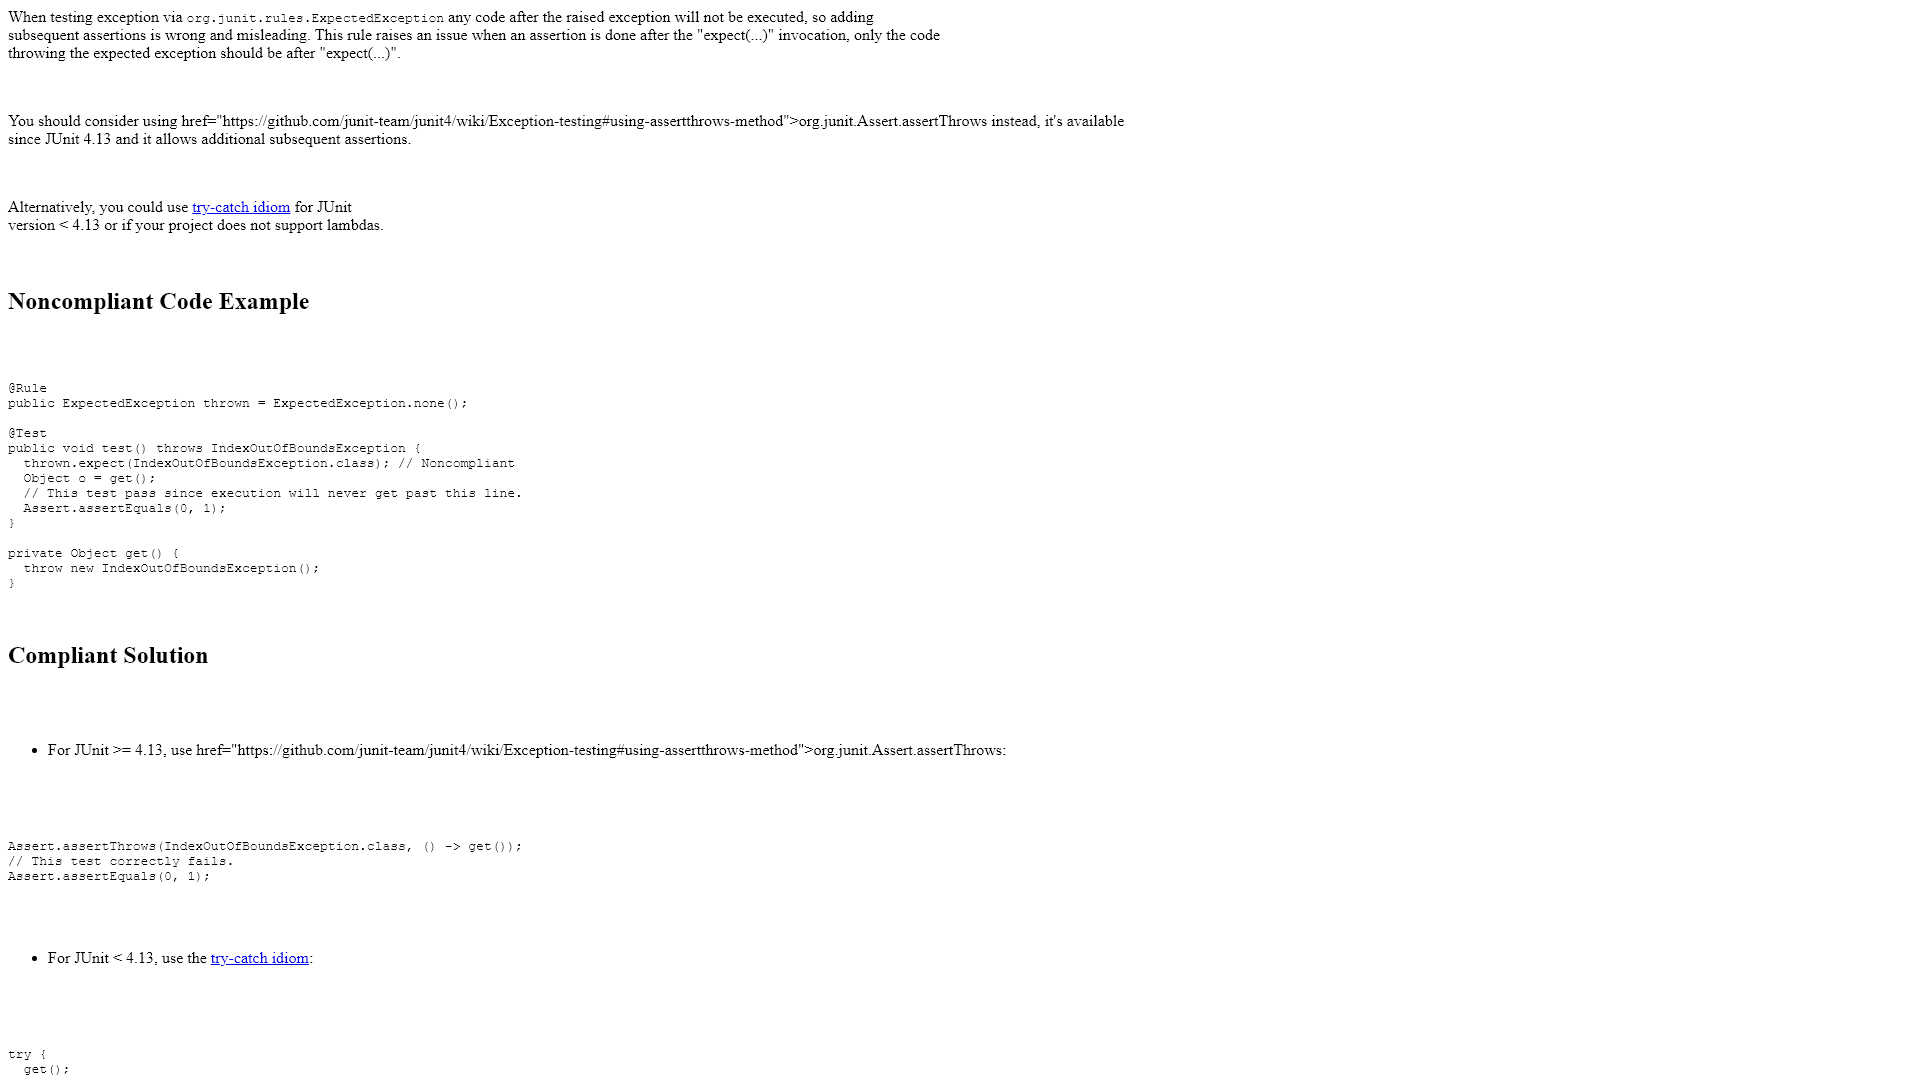 When testing exception via org.junit.rules.ExpectedException any code after the raised exception will not be executed, so adding
subsequent assertions is wrong and misleading. This rule raises an issue when an assertion is done after the "expect(...)" invocation, only the code
throwing the expected exception should be after "expect(...)".
You should consider using href="https://github.com/junit-team/junit4/wiki/Exception-testing#using-assertthrows-method">org.junit.Assert.assertThrows instead, it's available
since JUnit 4.13 and it allows additional subsequent assertions.
Alternatively, you could use try-catch idiom for JUnit
version < 4.13 or if your project does not support lambdas.
Noncompliant Code Example
@Rule
public ExpectedException thrown = ExpectedException.none();
@Test
public void test() throws IndexOutOfBoundsException {
  thrown.expect(IndexOutOfBoundsException.class); // Noncompliant
  Object o = get();
  // This test pass since execution will never get past this line.
  Assert.assertEquals(0, 1);
}
private Object get() {
  throw new IndexOutOfBoundsException();
}
Compliant Solution
• For JUnit >= 4.13, use href="https://github.com/junit-team/junit4/wiki/Exception-testing#using-assertthrows-method">org.junit.Assert.assertThrows:
Assert.assertThrows(IndexOutOfBoundsException.class, () -> get());
// This test correctly fails.
Assert.assertEquals(0, 1);
• For JUnit < 4.13, use the try-catch idiom:
try {
  get();